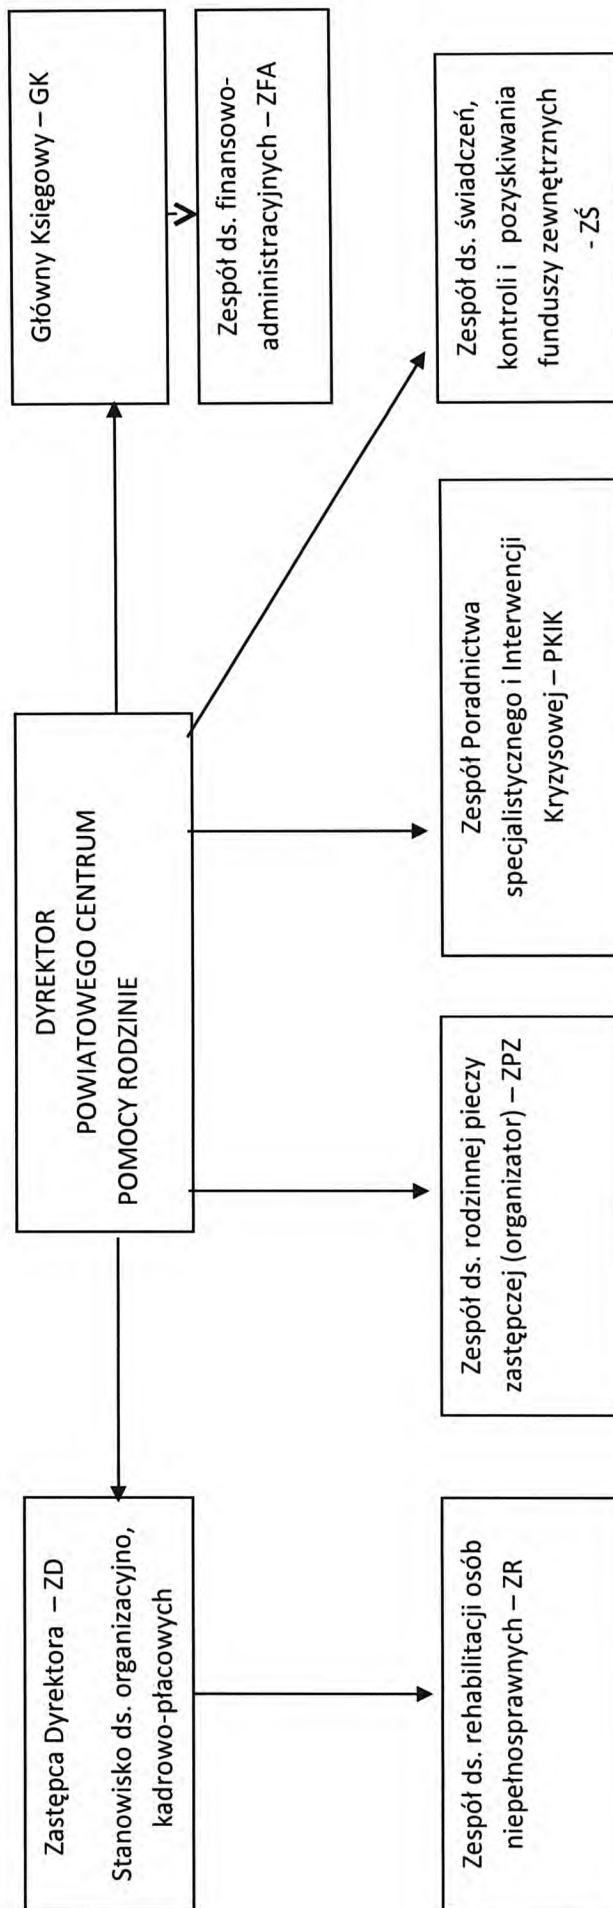 Zastępca Dyrektora – ZD
Stanowisko ds. organizacyjno,
kadrowo-płacowych
DYREKTOR
POWIATOWEGO CENTRUM
POMOCY RODZINIE
Główny Księgowy – GK
Zespół ds. finansowo-
administracyjnych – ZFA
Zespół ds. rehabilitacji osób
niepełnosprawnych – ZR
Zespół ds. rodzinnej pieczy
zastępczej (organizator) – ZPZ
Zespół Poradnictwa
specjalistycznego i Interwencji
Kryzysowej – PKIK
Zespół ds. świadczeń,
kontroli i pozyskiwania
funduszy zewnętrznych
- ZŚ